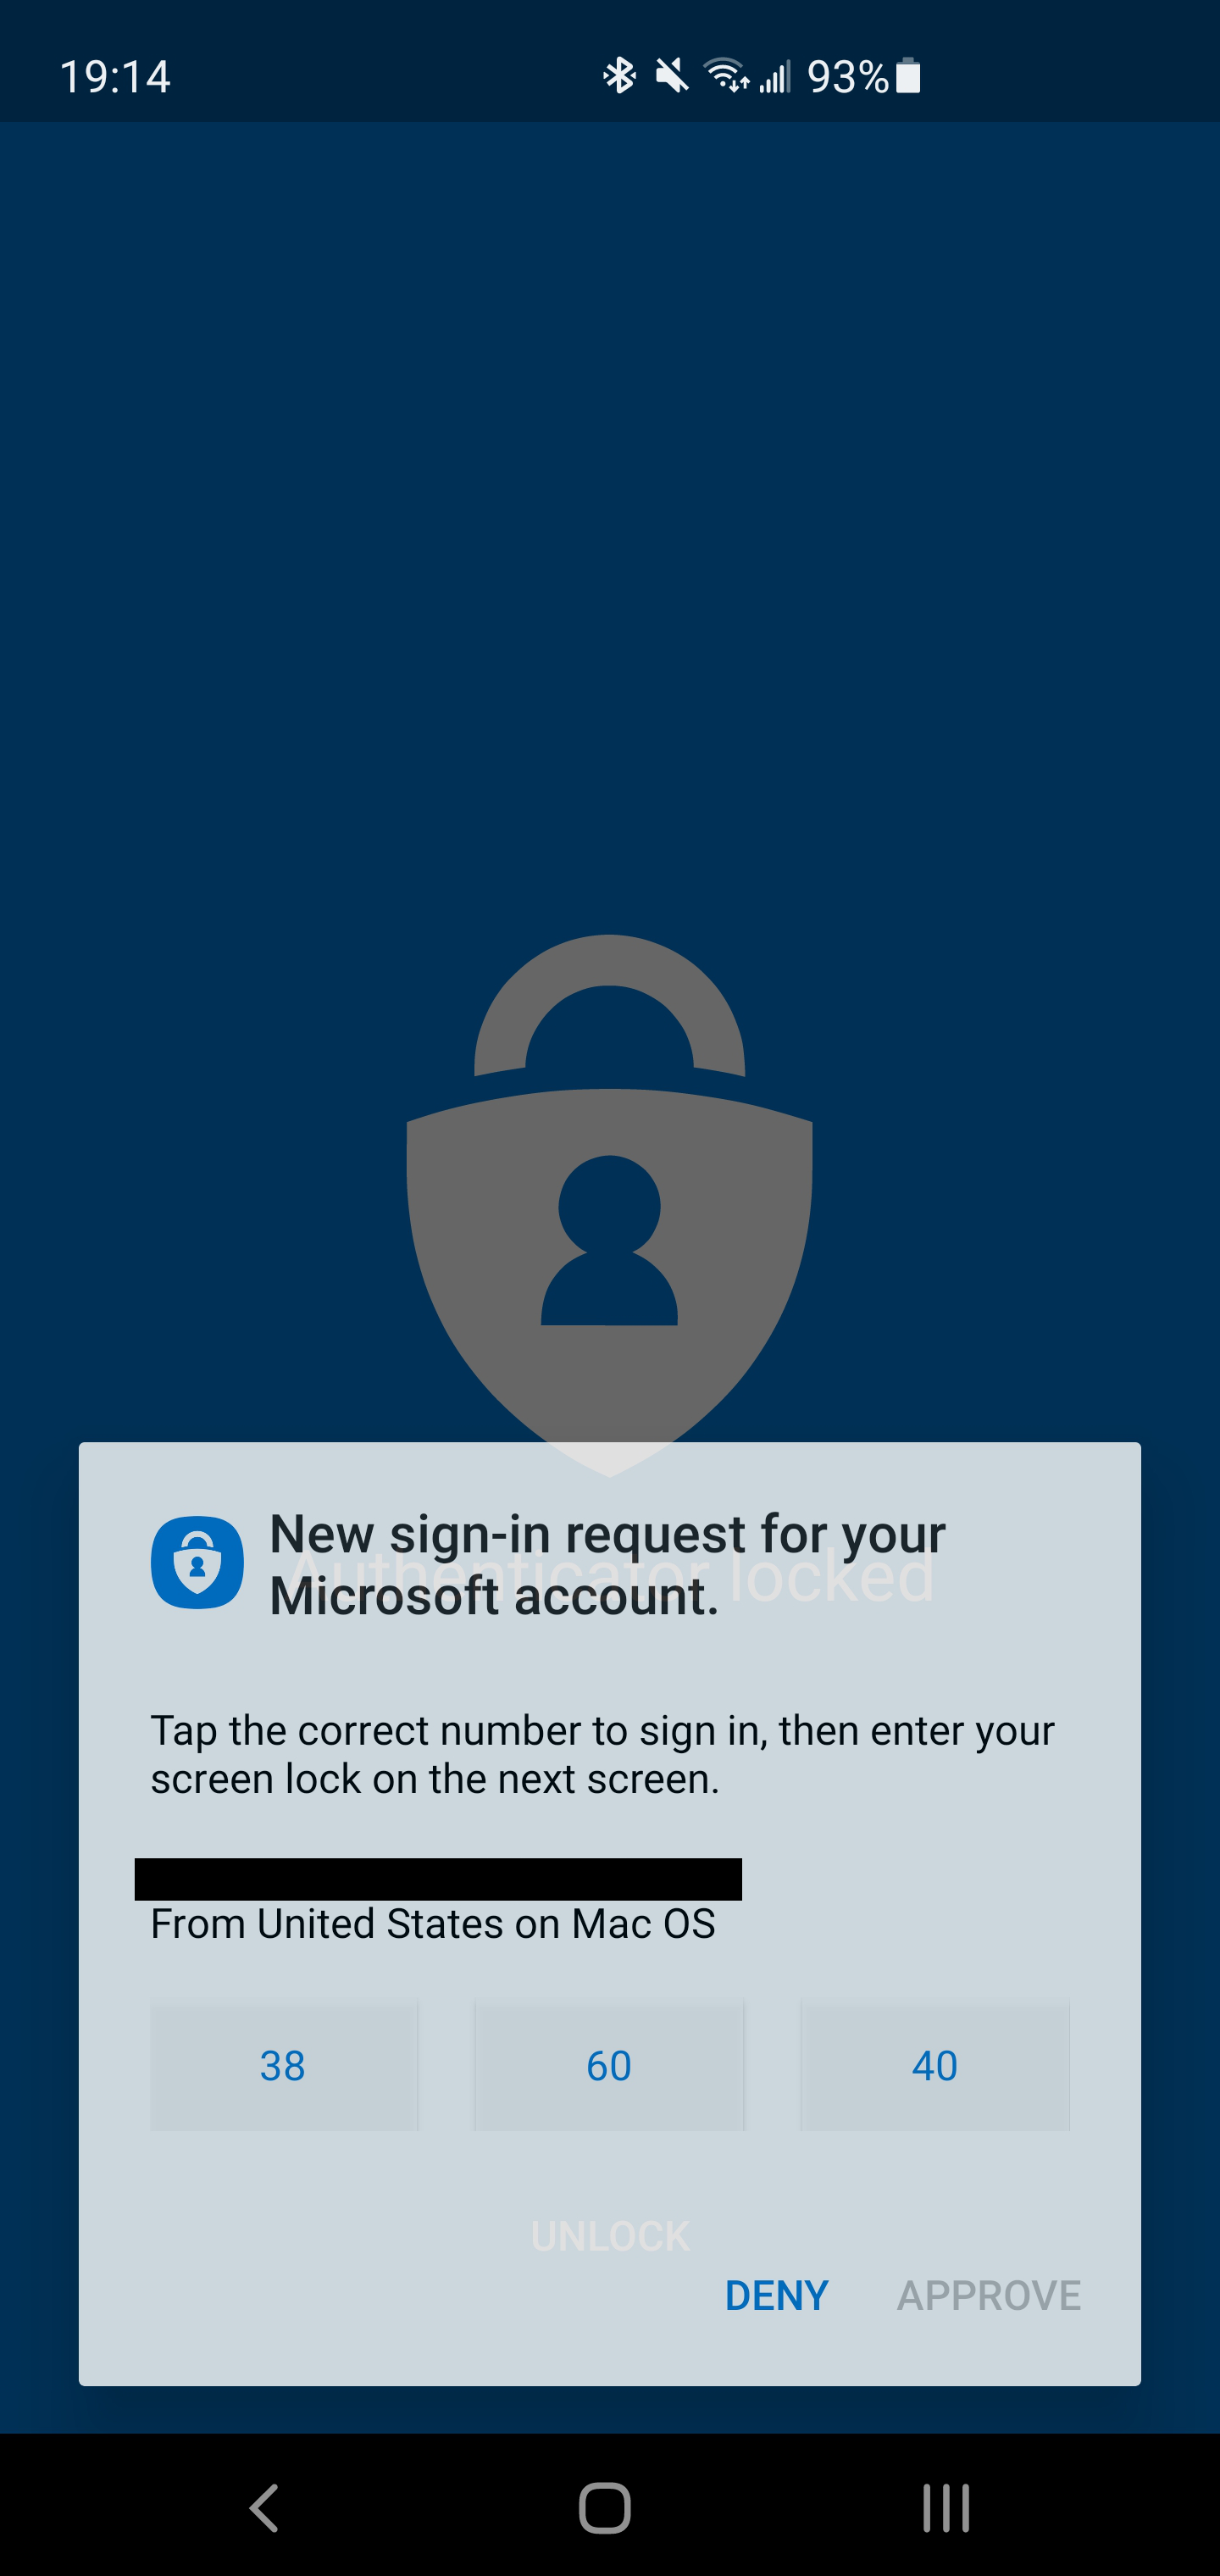 19:14
93%
New sign-in request for your
Authenticator locked
Microsoft account.
Tap the correct number to sign in, then enter your
screen lock on the next screen.
From United States on Mac OS
38 60 40
UNLOCK
DENY APPROVE